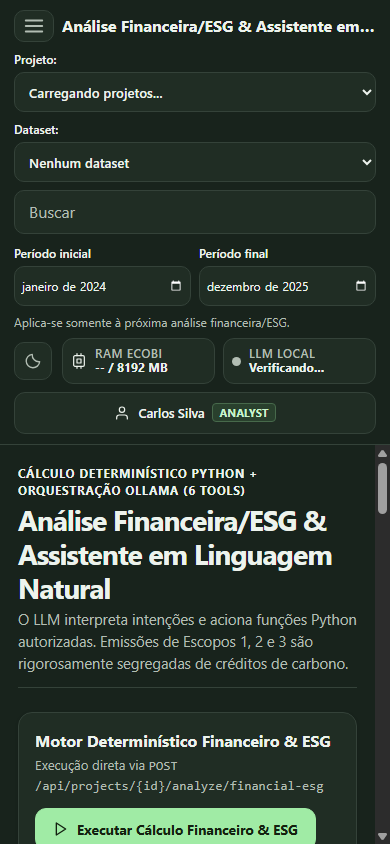 Análise Financeira/ESG & Assistente em...
Projeto:
Carregando projetos...
Dataset:
Nenhum dataset
Buscar
Período inicial
Período final
janeiro de 2024
dezembro de 2025
Aplica-se somente à próxima análise financeira/ESG.
RAM ECOBI
-- / 8192 MB
LLM LOCAL
Verificando...
Carlos Silva ANALYST
CÁLCULO DETERMINÍSTICO PYTHON +
ORQUESTRAÇÃO OLLAMA (6 TOOLS)
Análise Financeira/ESG &
Assistente em Linguagem
Natural
O LLM interpreta intenções e aciona funções Python
autorizadas. Emissões de Escopos 1, 2 e 3 são
rigorosamente segregadas de créditos de carbono.
Motor Determinístico Financeiro & ESG
Execução direta via POST
/api/projects/{id}/analyze/financial-esg
Executar Cálculo Financeiro & ESG